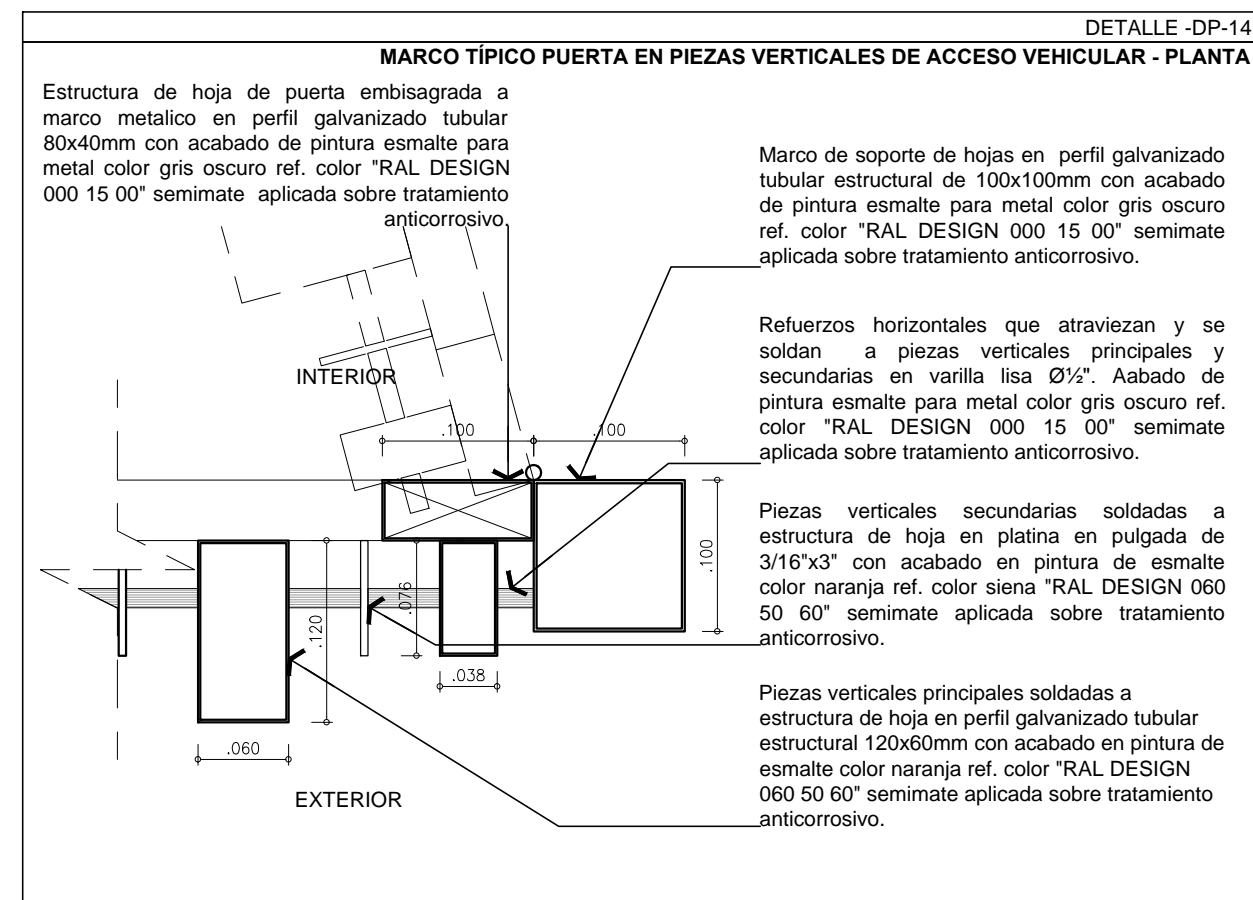 DETALLE -DP-14
MARCO TÍPICO PUERTA EN PIEZAS VERTICALES DE ACCESO VEHICULAR - PLANTA
Estructura de hoja de puerta embisagrada a
marco metalico en perfil galvanizado tubular
80x40mm con acabado de pintura esmalte para
metal color gris oscuro ref. color "RAL DESIGN
000 15 00" semimate aplicada sobre tratamiento
anticorrosivo.
Marco de soporte de hojas en perfil galvanizado
tubular estructural de 100x100mm con acabado
de pintura esmalte para metal color gris oscuro
ref. color "RAL DESIGN 000 15 00" semimate
aplicada sobre tratamiento anticorrosivo.
Refuerzos horizontales que atraviezan y se
soldan a piezas verticales principales y
secundarias en varilla lisa Ø½". Aabado de
pintura esmalte para metal color gris oscuro ref.
color "RAL DESIGN 000 15 00" semimate
aplicada sobre tratamiento anticorrosivo.
Piezas verticales secundarias soldadas a
estructura de hoja en platina en pulgada de
3/16"x3" con acabado en pintura de esmalte
color naranja ref. color siena "RAL DESIGN 060
50 60" semimate aplicada sobre tratamiento
anticorrosivo.
Piezas verticales principales soldadas a
estructura de hoja en perfil galvanizado tubular
estructural 120x60mm con acabado en pintura de
esmalte color naranja ref. color "RAL DESIGN
060 50 60" semimate aplicada sobre tratamiento
anticorrosivo.
INTERIOR
.100
.100
.100
.076
.120
.038
.060
EXTERIOR